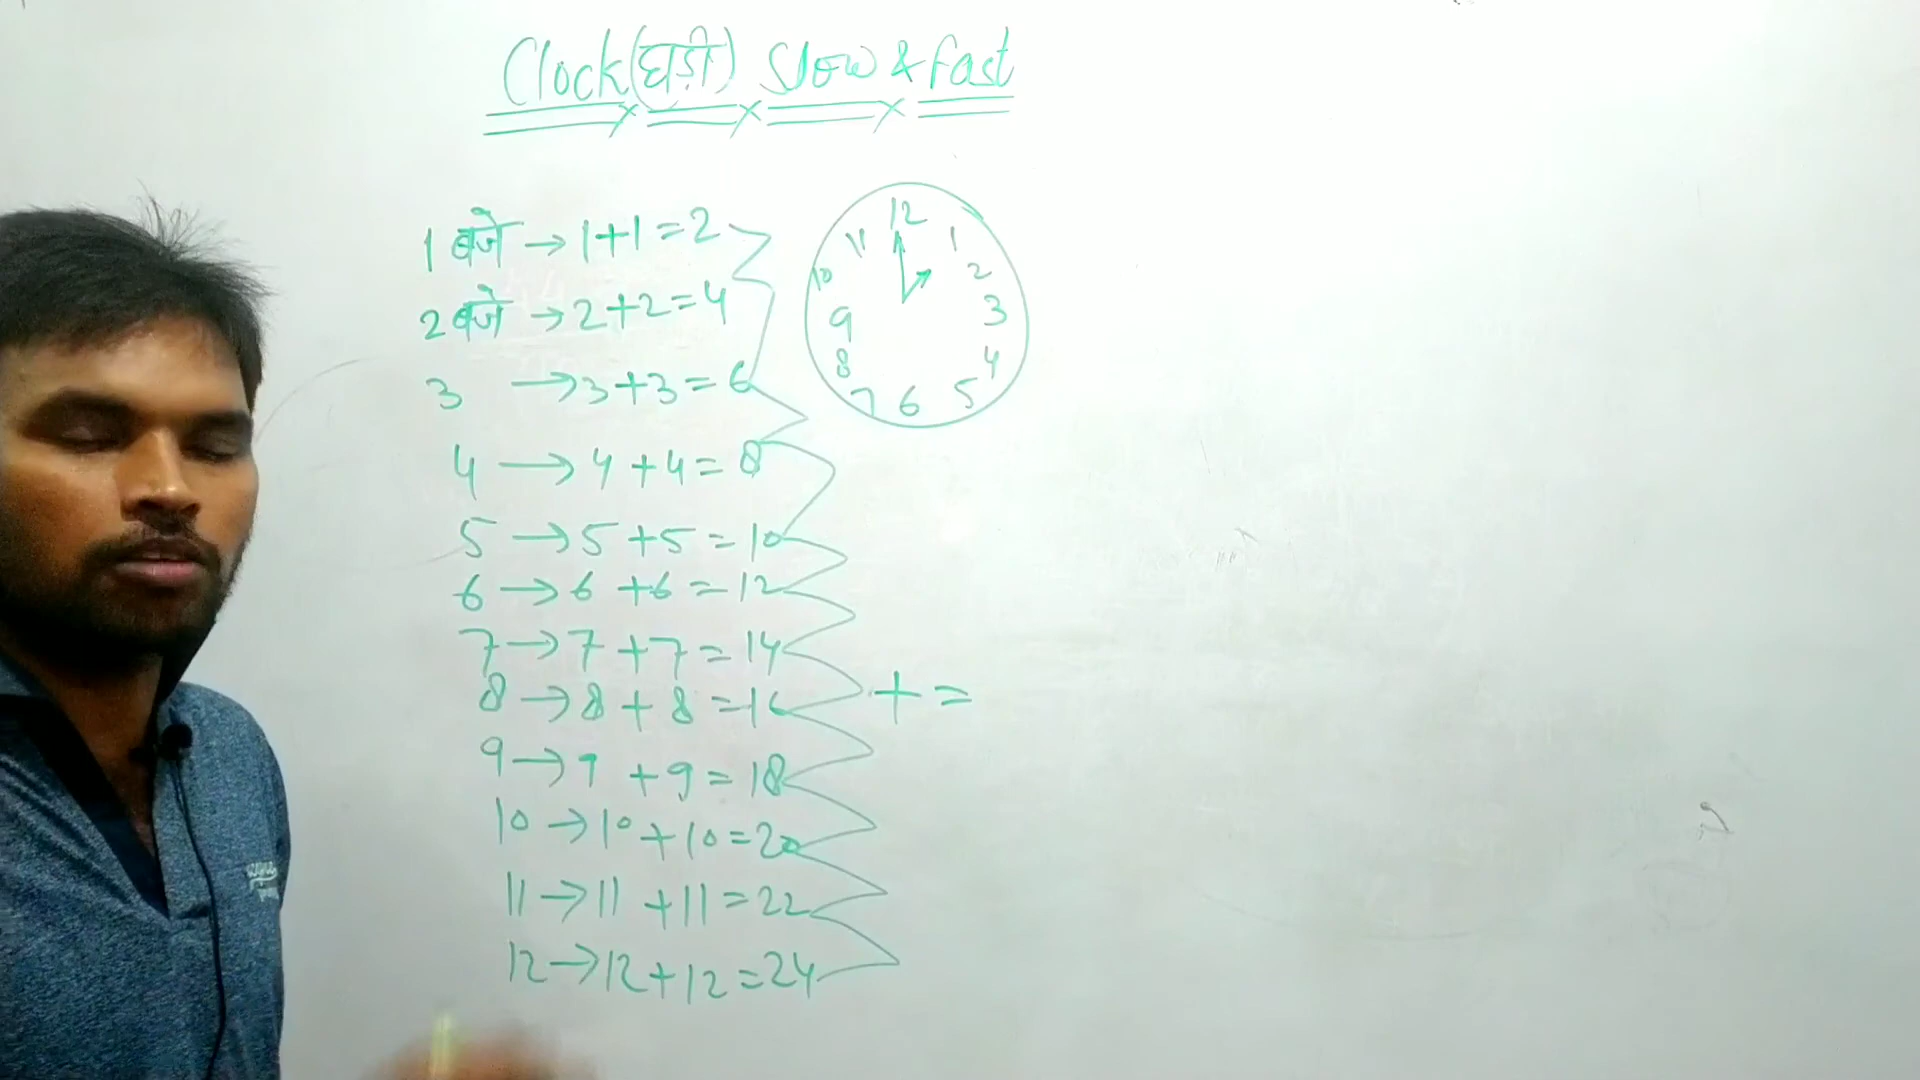 Clock(घड़ी) Slow & fast
1 बजे → 1+1=2
2 बजे → 2+2=4
3 → 3+3=6
4 → 4+4=8
5 → 5+5=10
6 → 6+6=12
7 → 7+7=14
8 → 8+8=16
9 → 9+9=18
10 → 10+10=20
11 → 11+11=22
12 → 12+12=24
+ =
12
11 1
10 2
9 3
8 4
7 6 5